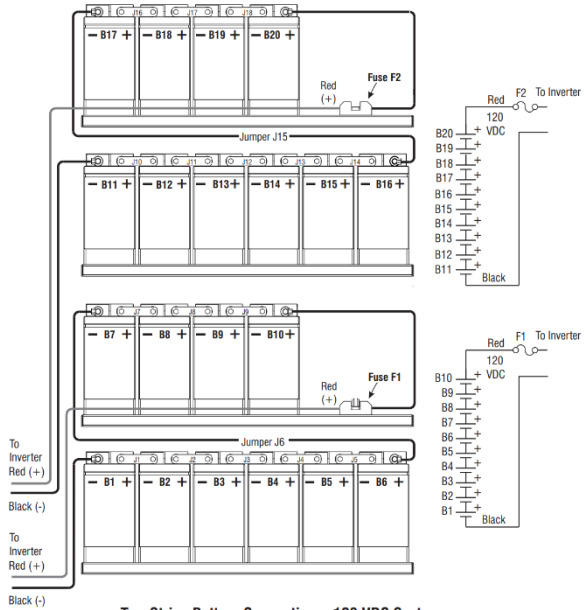 J16 J17 J18
B17 B18 B19 B20
Red
(+)
Fuse F2
Jumper J15
J10 J11 J12 J13 J14
B11 B12 B13 B14 B15 B16
F2 To Inverter
Red
120
VDC
B20
B19
B18
B17
B16
B15
B14
B13
B12
B11
Black
J7 J8 J9
B7 B8 B9 B10
Red
(+)
Fuse F1
Jumper J6
J1 J2 J3 J4 J5
B1 B2 B3 B4 B5 B6
F1 To Inverter
Red
120
VDC
B10
B9
B8
B7
B6
B5
B4
B3
B2
B1
Black
To
Inverter
Red (+)
Black (-)
To
Inverter
Red (+)
Black (-)